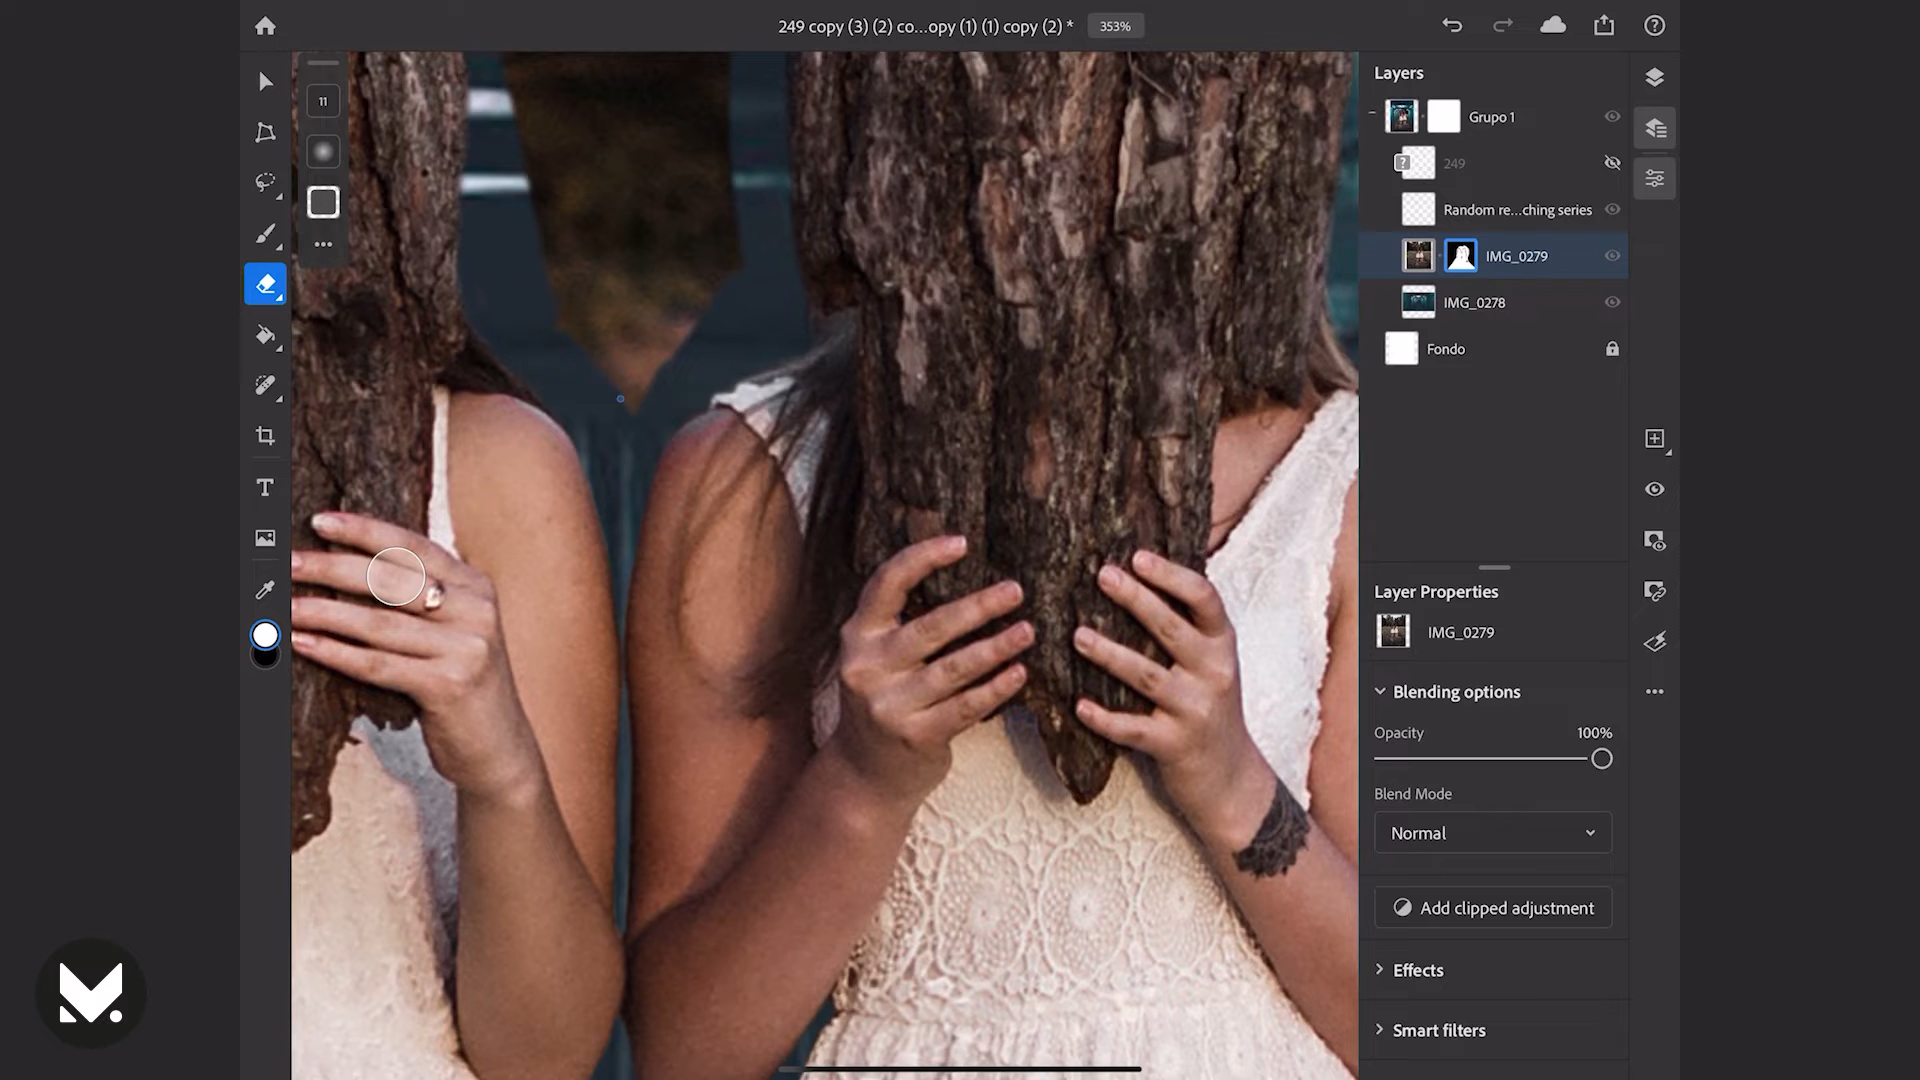 249 copy (3) (2) co...opy (1) (1) copy (2) *
353%
11
Layers
Grupo 1
249
Random re...ching series
IMG_0279
IMG_0278
Fondo
T
Layer Properties
IMG_0279
Blending options
Opacity
100%
Blend Mode
Normal
Add clipped adjustment
Effects
Smart filters
M.